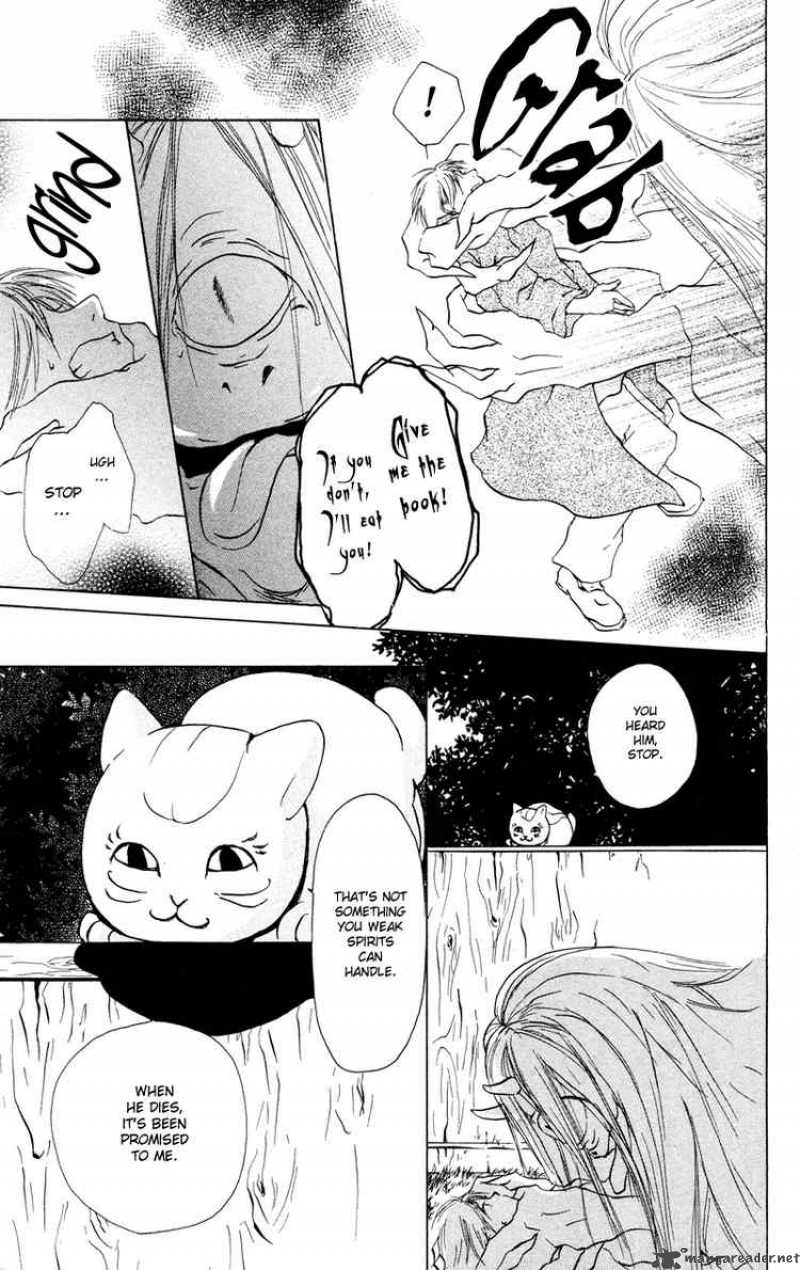 Grab
!
Give
me the
book!
If you
don't,
I'll eat
you!
grind
UGH
...
STOP
...
YOU
HEARD
HIM,
STOP.
THAT'S NOT
SOMETHING
YOU WEAK
SPIRITS
CAN
HANDLE.
WHEN
HE DIES,
IT'S BEEN
PROMISED
TO ME.
mangareader.net